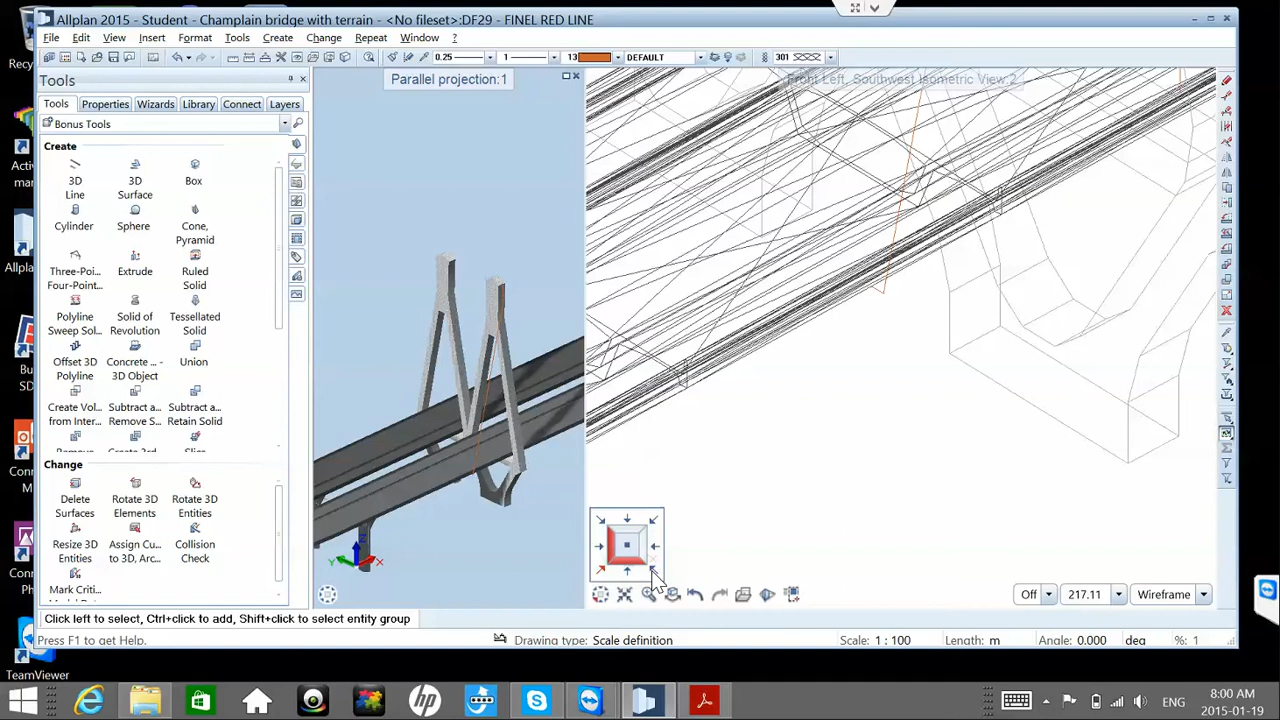 Allplan 2015 - Student - Champlain bridge with terrain - <No fileset>:DF29 - FINEL RED LINE
File Edit View Insert Format Tools Create Change Repeat Window ?
0.25 1 13 DEFAULT 301
Tools
Tools Properties Wizards Library Connect Layers
Bonus Tools
Create
3D Line
3D Surface
Box
Cylinder
Sphere
Cone, Pyramid
Three-Poi... Four-Point...
Extrude
Ruled Solid
Polyline Sweep Sol...
Solid of Revolution
Tessellated Solid
Offset 3D Polyline
Concrete ... - 3D Object
Union
Create Vol... from Inter...
Subtract a... Remove S...
Subtract a... Retain Solid
Change
Delete Surfaces
Rotate 3D Elements
Rotate 3D Entities
Resize 3D Entities
Assign Cu... to 3D, Arc...
Collision Check
Mark Criti...
Parallel projection:1
Front Left, Southwest Isometric View:2
Z
Y
X
Off 217.11 Wireframe
Click left to select, Ctrl+click to add, Shift+click to select entity group
Press F1 to get Help. Drawing type: Scale definition Scale: 1 : 100 Length: m Angle: 0.000 deg %: 1
TeamViewer
ENG
8:00 AM
2015-01-19